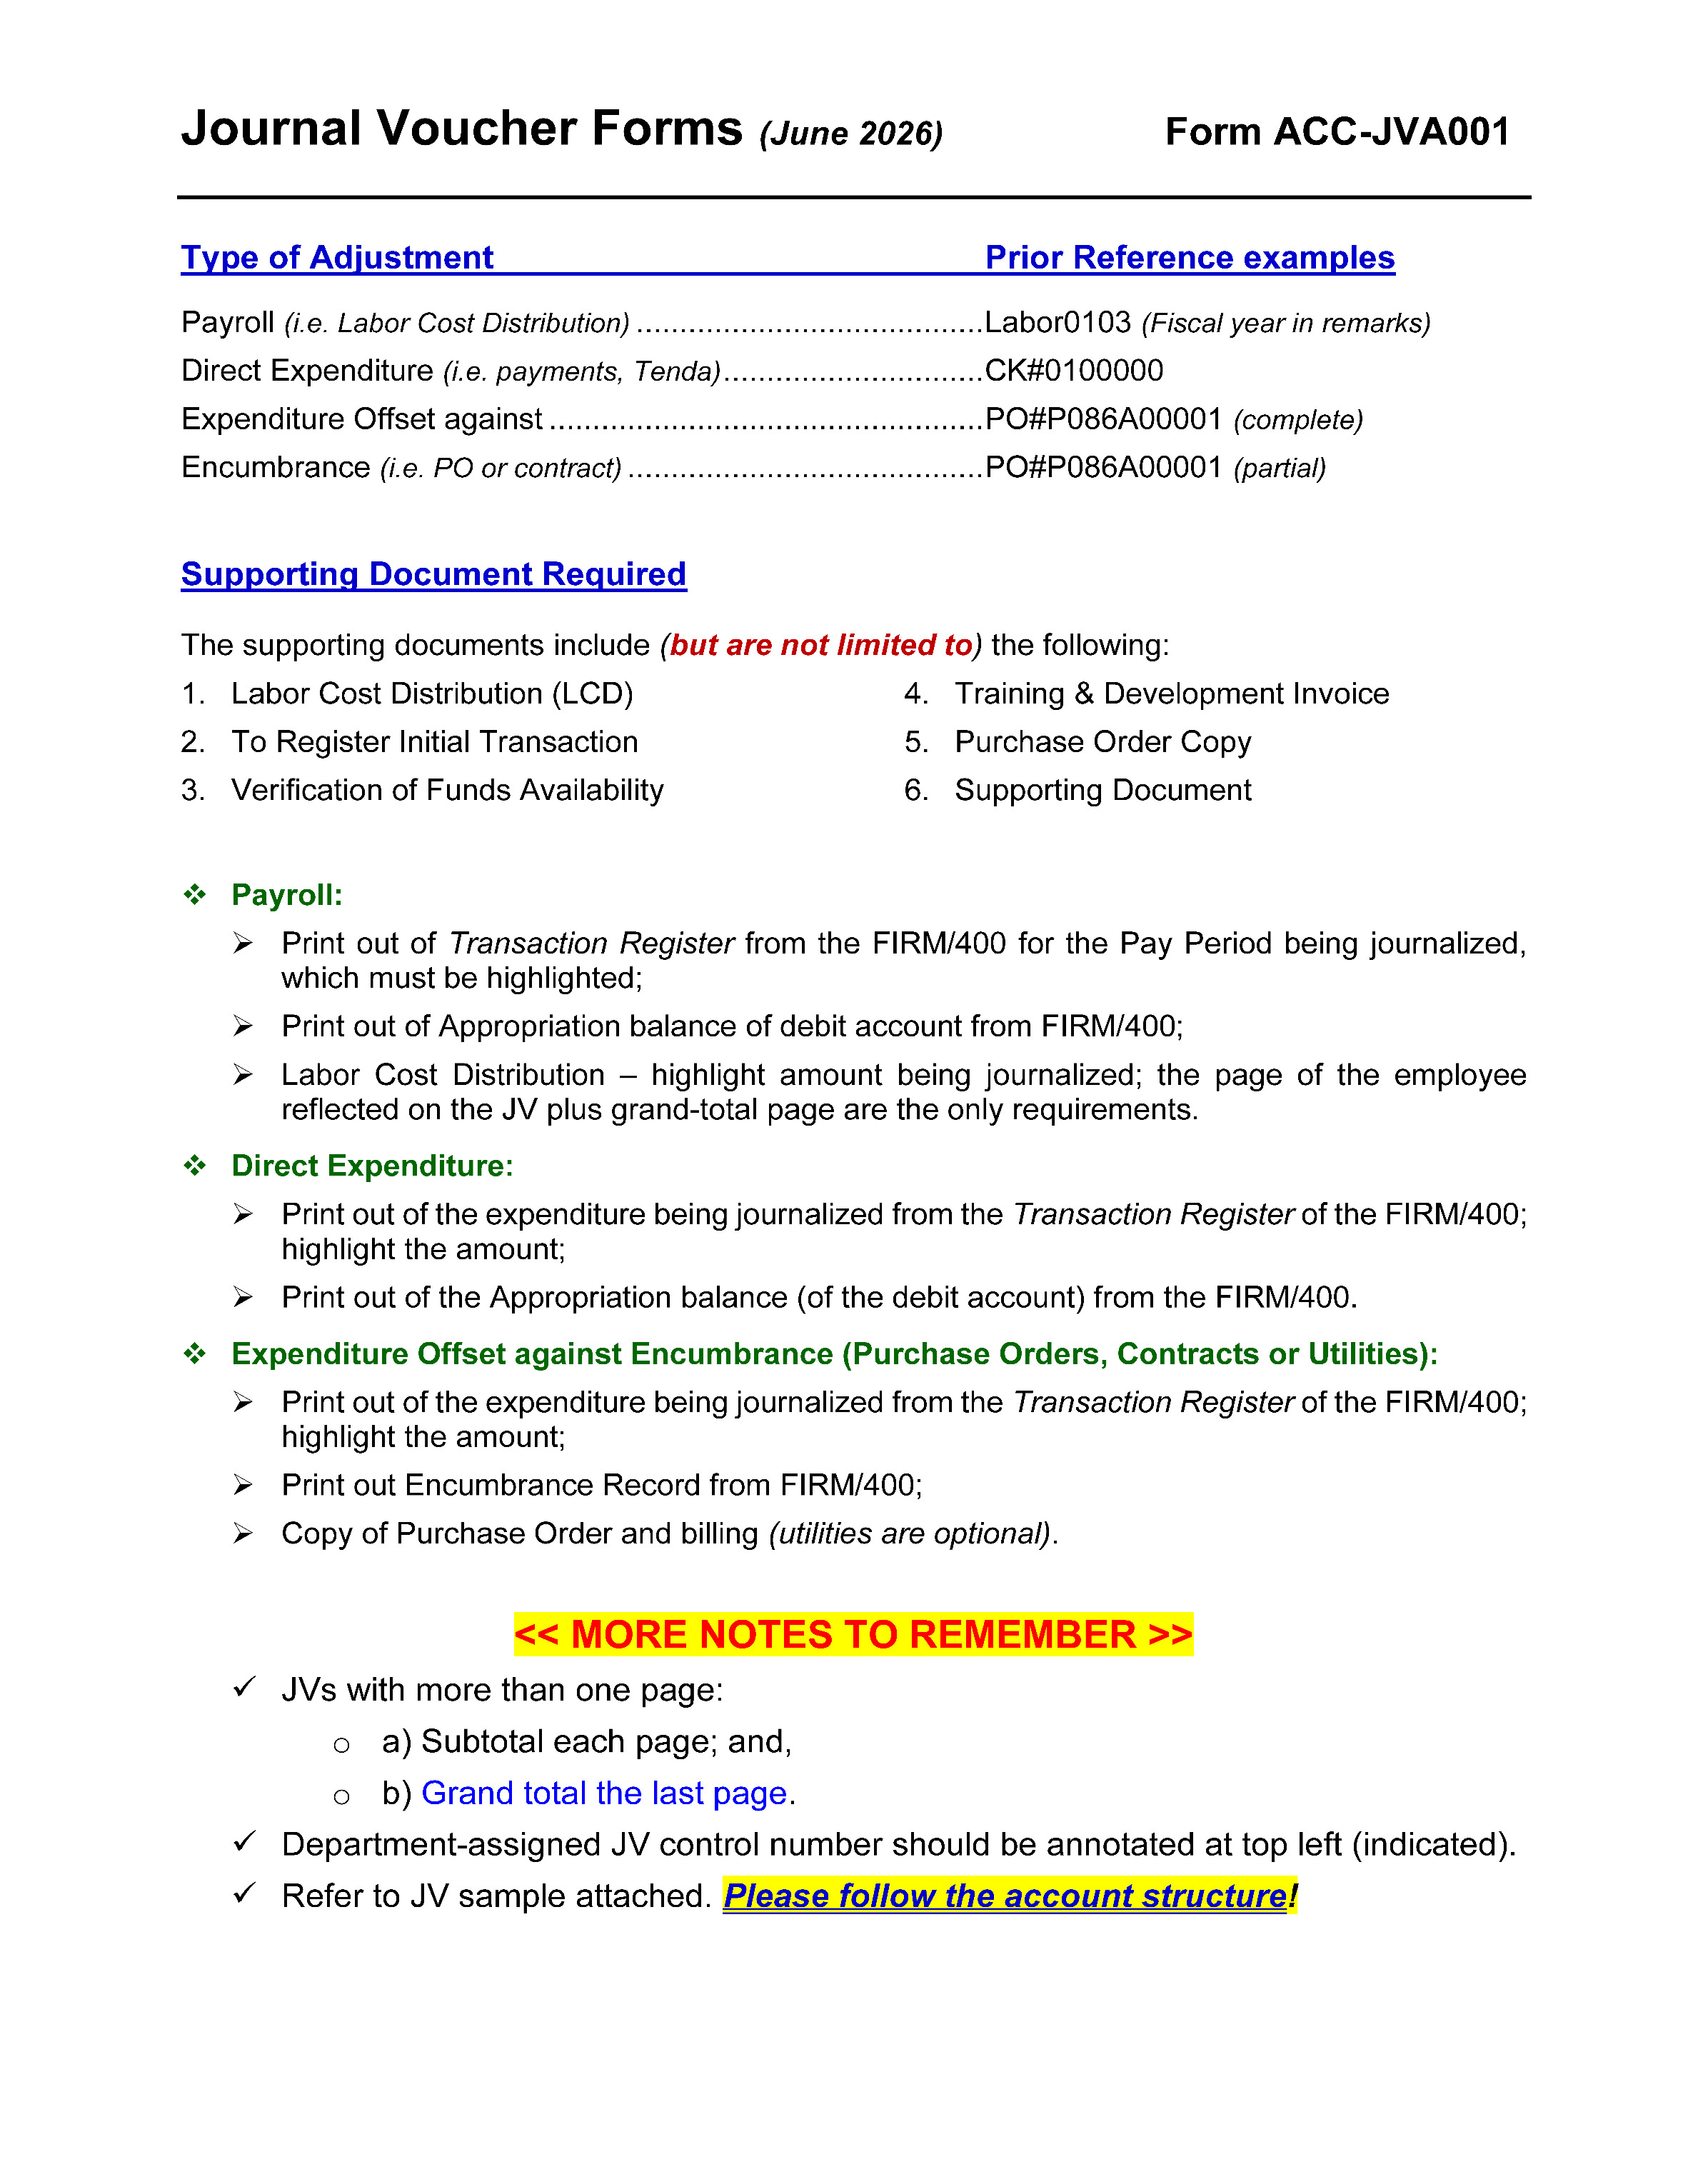 Journal Voucher Forms (June 2026) Form ACC-JVA001
Type of Adjustment Prior Reference examples
Payroll (i.e. Labor Cost Distribution) ........................................Labor0103 (Fiscal year in remarks)
Direct Expenditure (i.e. payments, Tenda)..............................CK#0100000
Expenditure Offset against..................................................PO#P086A00001 (complete)
Encumbrance (i.e. PO or contract) .........................................PO#P086A00001 (partial)
Supporting Document Required
The supporting documents include (but are not limited to) the following:
1. Labor Cost Distribution (LCD)
2. To Register Initial Transaction
3. Verification of Funds Availability
4. Training & Development Invoice
5. Purchase Order Copy
6. Supporting Document
❖ Payroll:
➢ Print out of Transaction Register from the FIRM/400 for the Pay Period being journalized,
which must be highlighted;
➢ Print out of Appropriation balance of debit account from FIRM/400;
➢ Labor Cost Distribution – highlight amount being journalized; the page of the employee
reflected on the JV plus grand-total page are the only requirements.
❖ Direct Expenditure:
➢ Print out of the expenditure being journalized from the Transaction Register of the FIRM/400;
highlight the amount;
➢ Print out of the Appropriation balance (of the debit account) from the FIRM/400.
❖ Expenditure Offset against Encumbrance (Purchase Orders, Contracts or Utilities):
➢ Print out of the expenditure being journalized from the Transaction Register of the FIRM/400;
highlight the amount;
➢ Print out Encumbrance Record from FIRM/400;
➢ Copy of Purchase Order and billing (utilities are optional).
<< MORE NOTES TO REMEMBER >>
✓ JVs with more than one page:
o a) Subtotal each page; and,
o b) Grand total the last page.
✓ Department-assigned JV control number should be annotated at top left (indicated).
✓ Refer to JV sample attached. Please follow the account structure!